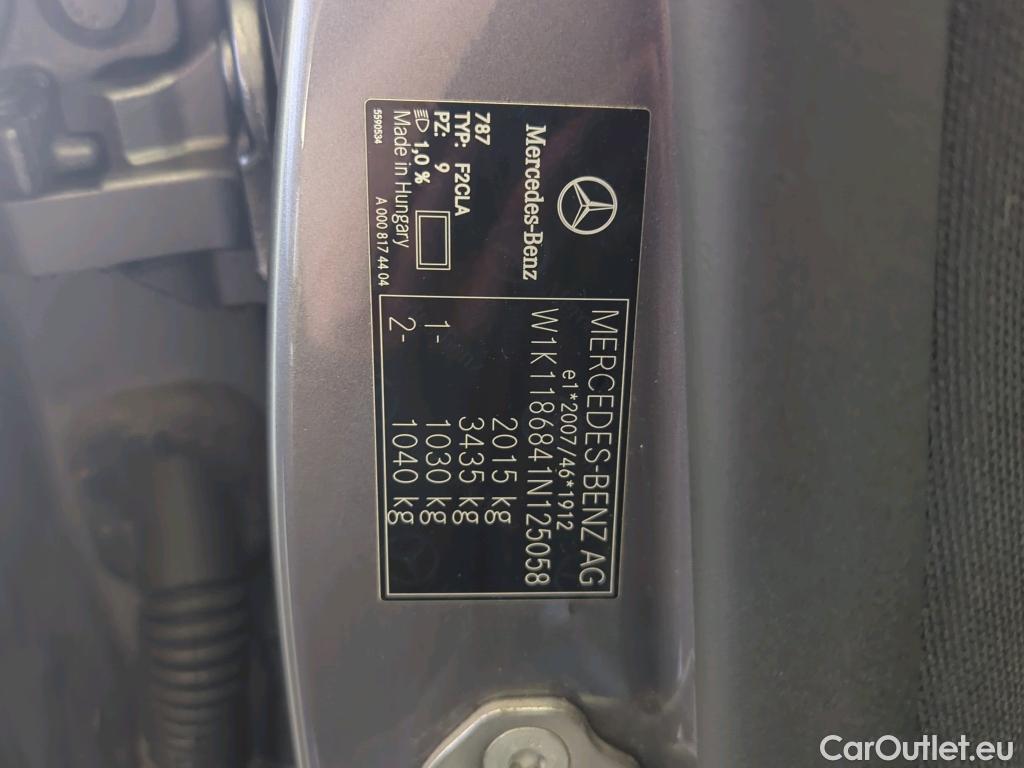 Mercedes-Benz
787
TYP: F2CLA
PZ: 9
1,0 %
Made in Hungary
5590534
A 000 817 44 04
MERCEDES-BENZ AG
e1*2007/46*1912
W1K1186841N125058
2015 kg
3435 kg
1- 1030 kg
2- 1040 kg
CarOutlet.eu